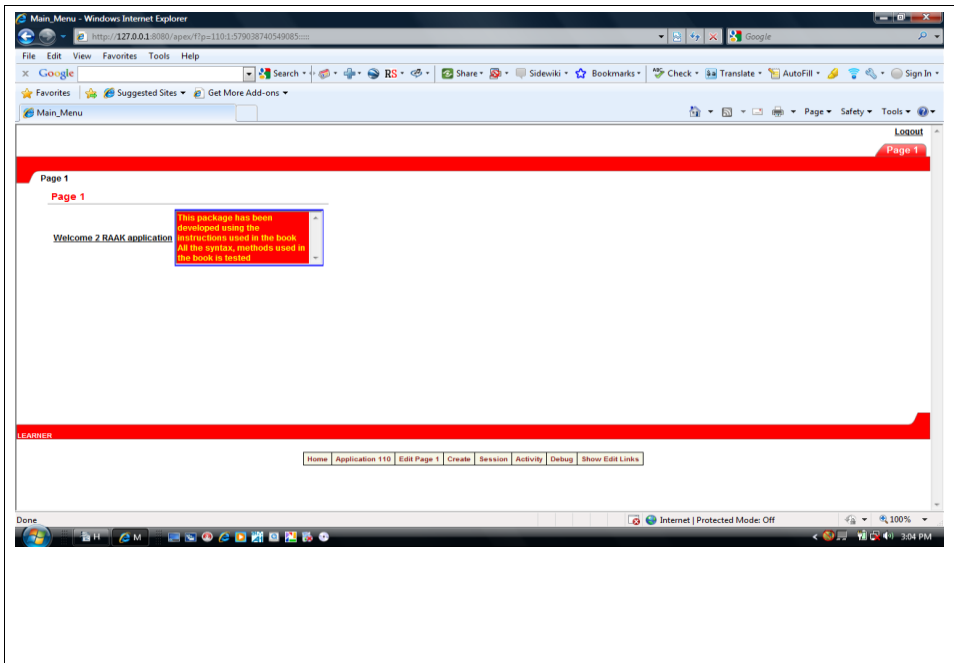 Main_Menu - Windows Internet Explorer
http://127.0.0.1:8080/apex/f?p=110:1:579038740549085:::::
Google
File Edit View Favorites Tools Help
x Google Search RS Share Sidewiki Bookmarks Check Translate AutoFill Sign In
Favorites Suggested Sites Get More Add-ons
Main_Menu Page Safety Tools
Logout
Page 1
Page 1
Page 1
This package has been
developed using the
Welcome 2 RAAK application instructions used in the book
All the syntax, methods used in
the book is tested
LEARNER
Home Application 110 Edit Page 1 Create Session Activity Debug Show Edit Links
Done Internet | Protected Mode: Off 100%
H M 3:04 PM